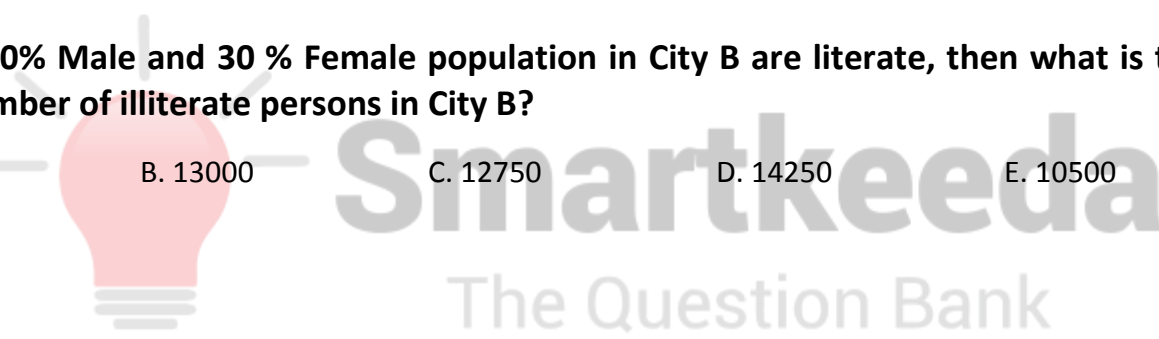 0% Male and 30 % Female population in City B are literate, then what is t
mber of illiterate persons in City B?
B. 13000 C. 12750 D. 14250 E. 10500
Smartkeeda
The Question Bank